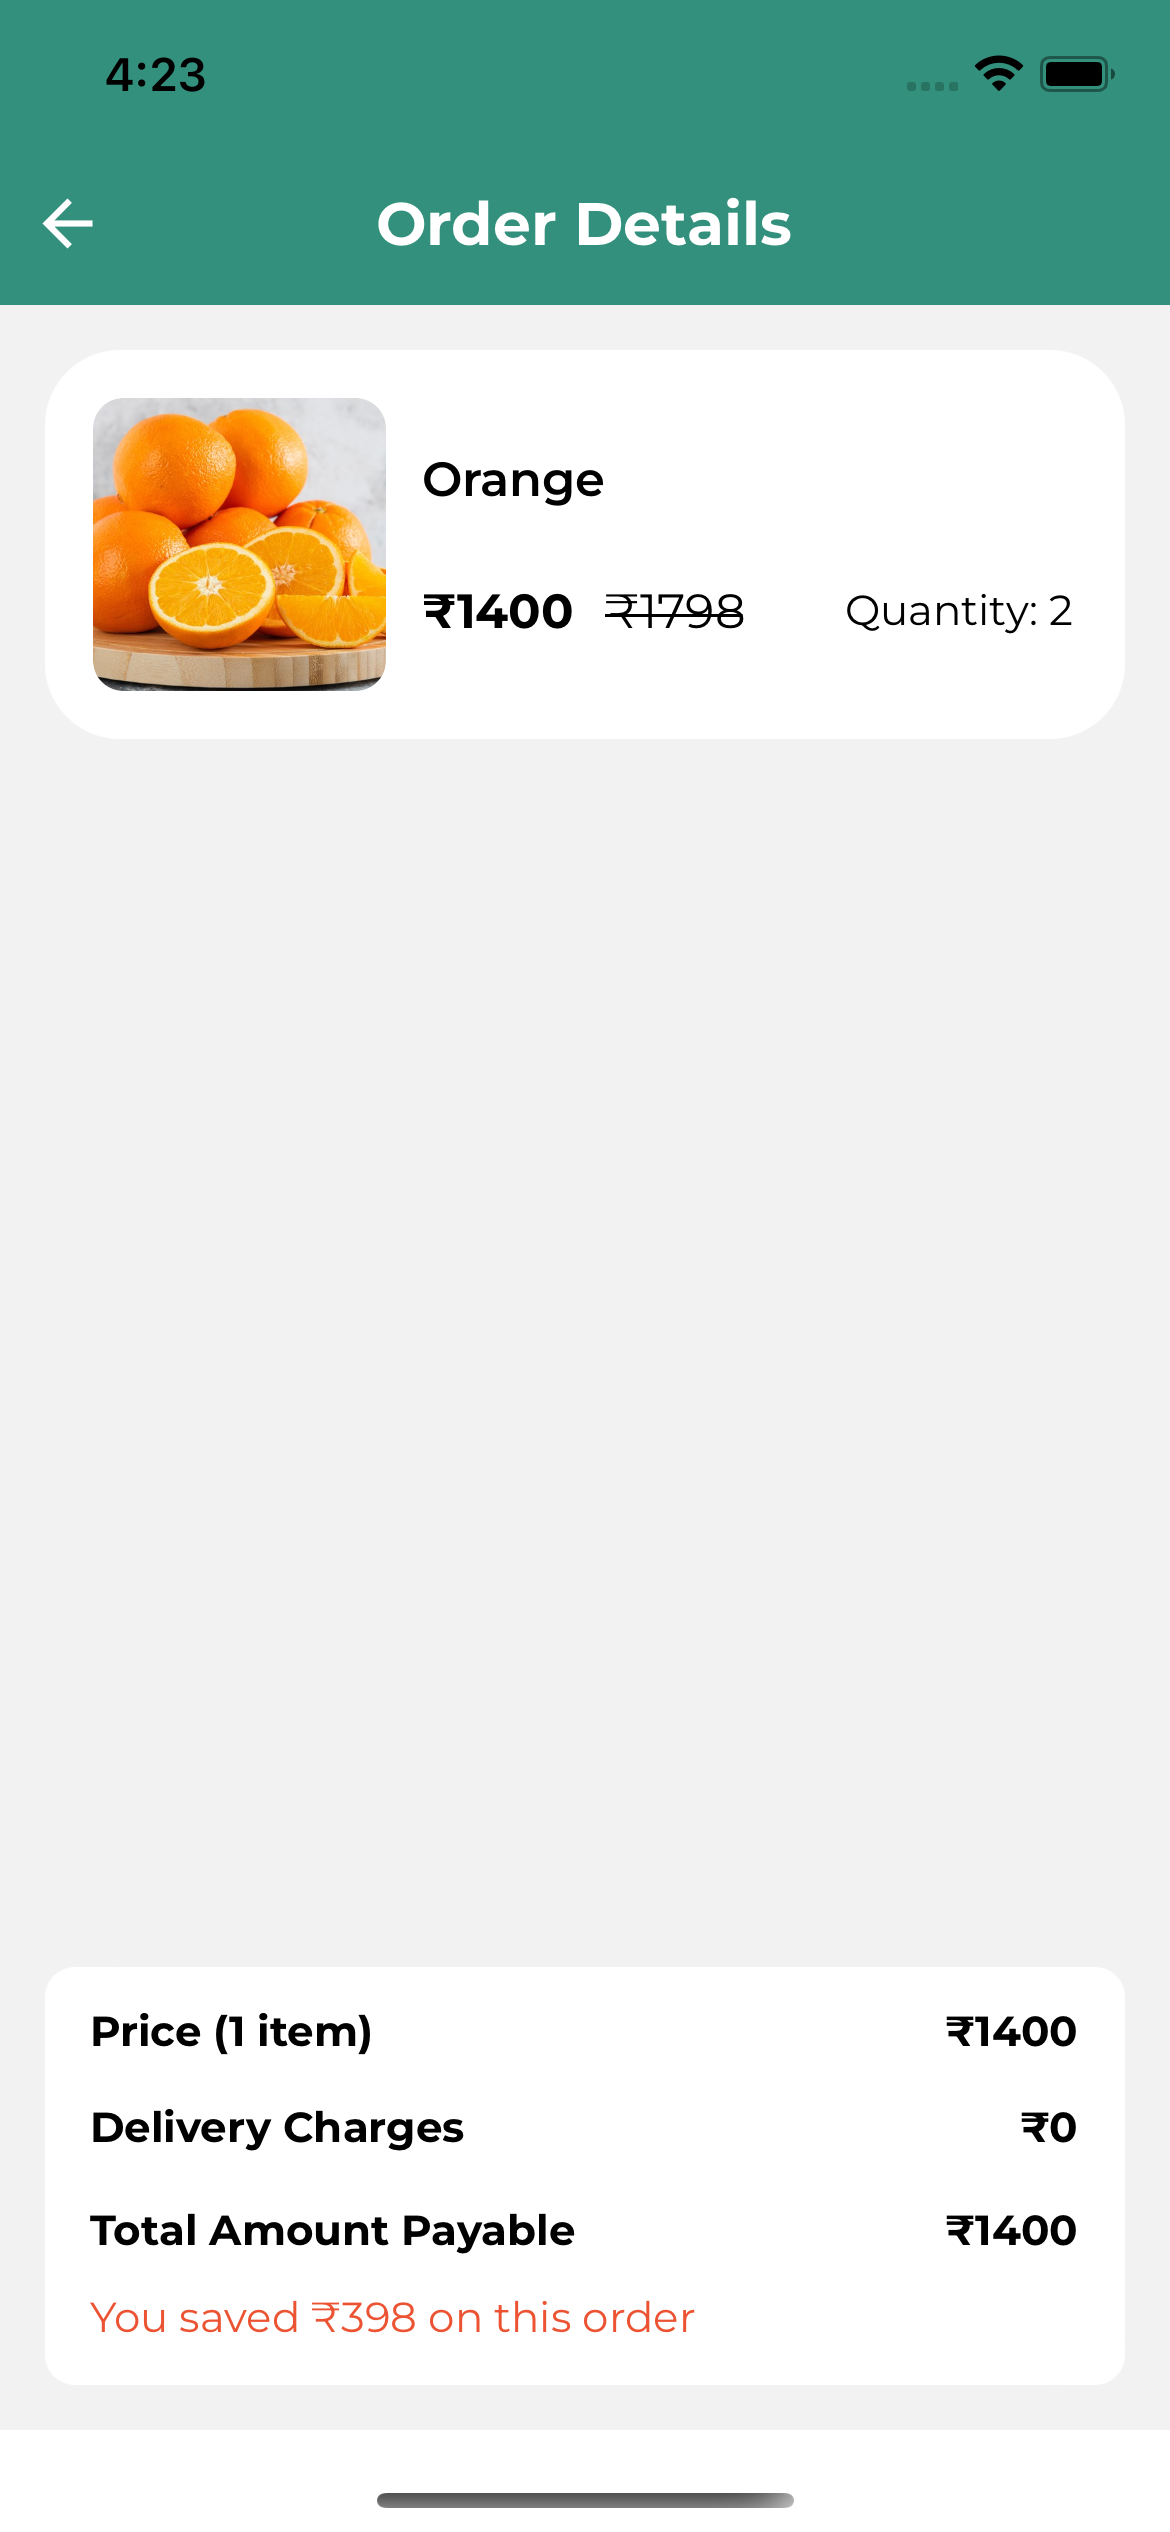 4:23
Order Details
Orange
₹1400 ₹1798 Quantity: 2
Price (1 item) ₹1400
Delivery Charges ₹0
Total Amount Payable ₹1400
You saved ₹398 on this order